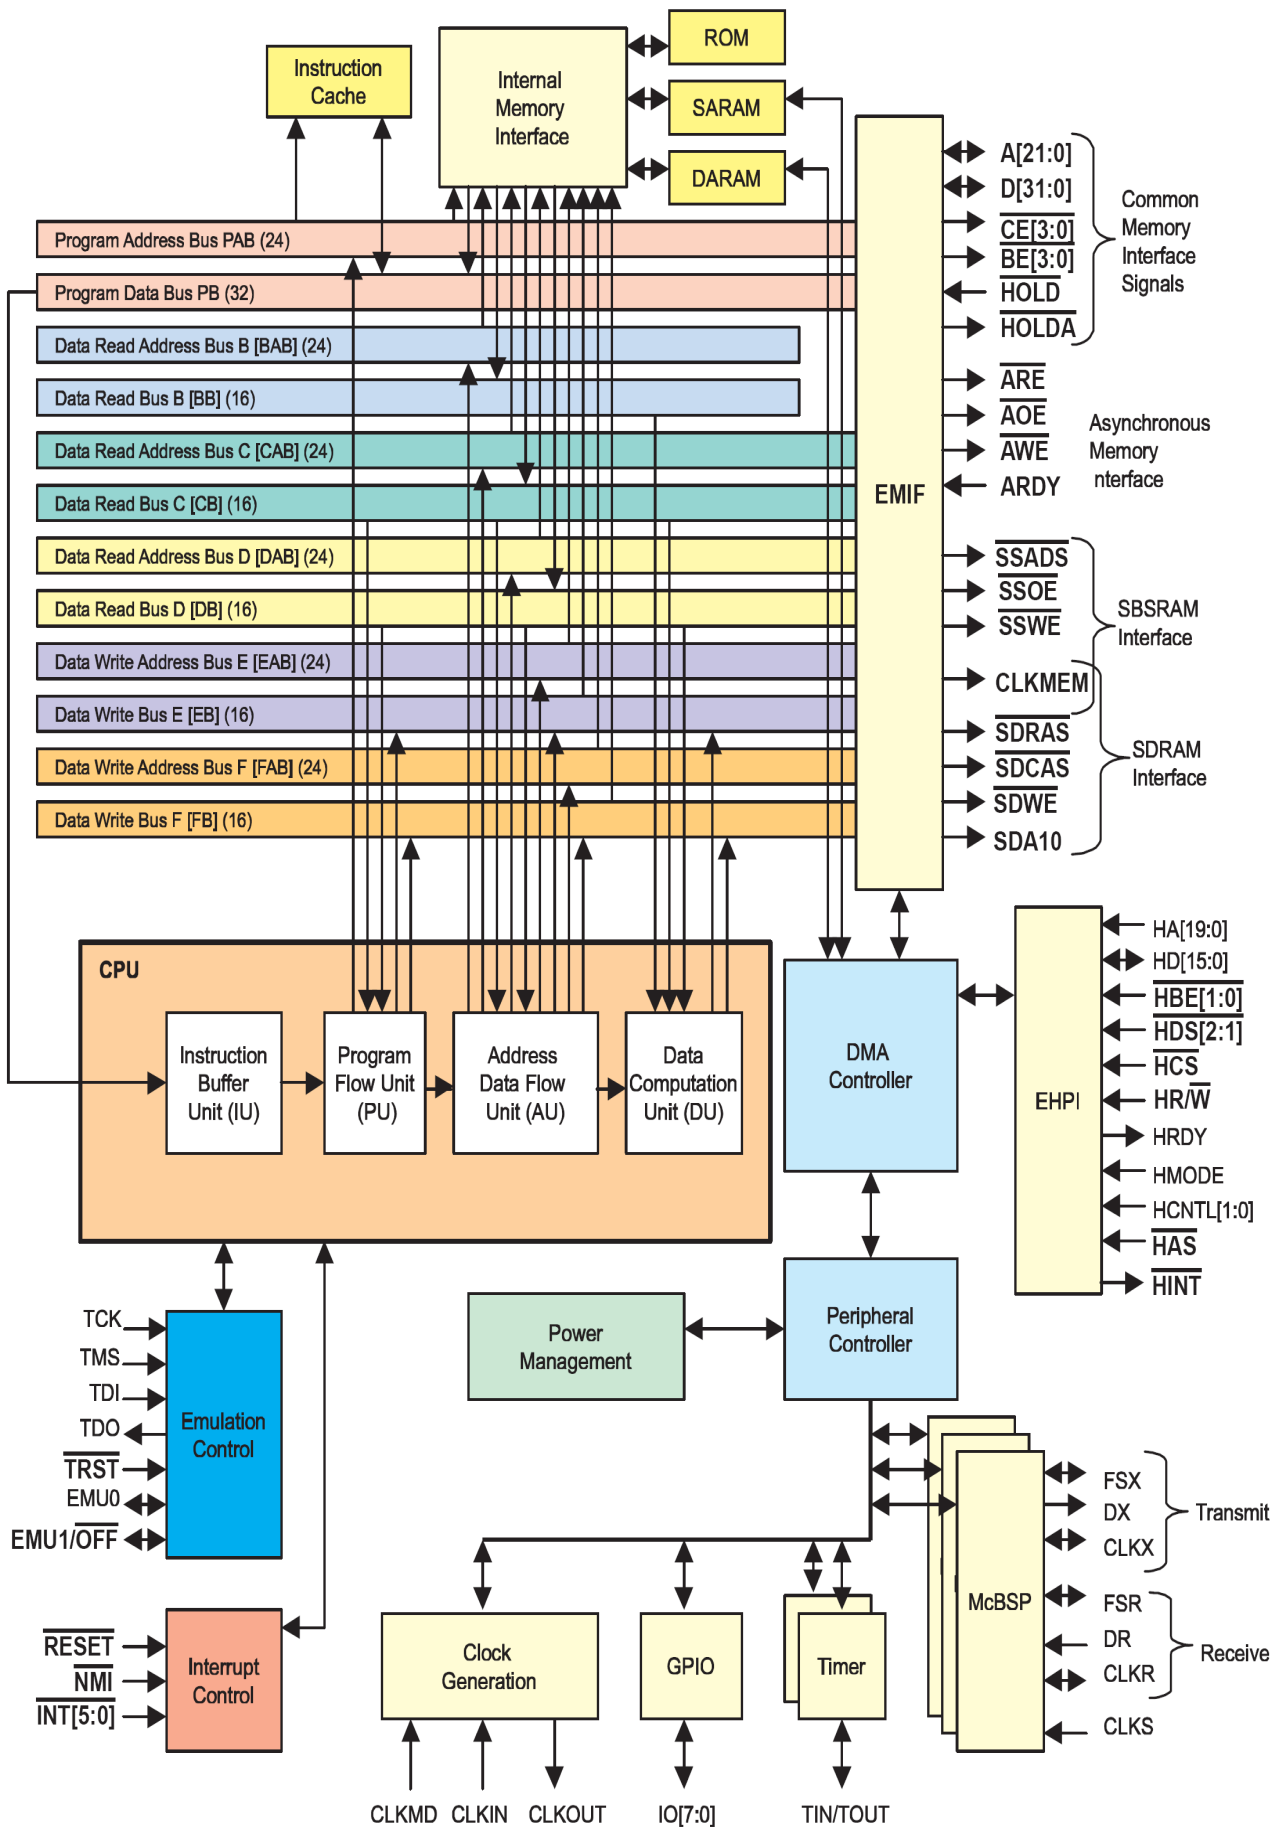 ROM
Instruction
Cache
Internal
Memory
Interface
SARAM
DARAM
A[21:0]
D[31:0]
CE[3:0]
BE[3:0]
HOLD
HOLDA
Common
Memory
Interface
Signals
Program Address Bus PAB (24)
Program Data Bus PB (32)
Data Read Address Bus B [BAB] (24)
Data Read Bus B [BB] (16)
Data Read Address Bus C [CAB] (24)
Data Read Bus C [CB] (16)
Data Read Address Bus D [DAB] (24)
Data Read Bus D [DB] (16)
Data Write Address Bus E [EAB] (24)
Data Write Bus E [EB] (16)
Data Write Address Bus F [FAB] (24)
Data Write Bus F [FB] (16)
EMIF
ARE
AOE
AWE
ARDY
Asynchronous
Memory
nterface
SSADS
SSOE
SSWE
CLKMEM
SBSRAM
Interface
SDRAS
SDCAS
SDWE
SDA10
SDRAM
Interface
CPU
Instruction
Buffer
Unit (IU)
Program
Flow Unit
(PU)
Address
Data Flow
Unit (AU)
Data
Computation
Unit (DU)
DMA
Controller
EHPI
HA[19:0]
HD[15:0]
HBE[1:0]
HDS[2:1]
HCS
HR/W
HRDY
HMODE
HCNTL[1:0]
HAS
HINT
TCK
TMS
TDI
TDO
TRST
EMU0
EMU1/OFF
Emulation
Control
Power
Management
Peripheral
Controller
RESET
NMI
INT[5:0]
Interrupt
Control
Clock
Generation
GPIO
Timer
McBSP
FSX
DX
CLKX
Transmit
FSR
DR
CLKR
Receive
CLKS
CLKMD
CLKIN
CLKOUT
IO[7:0]
TIN/TOUT